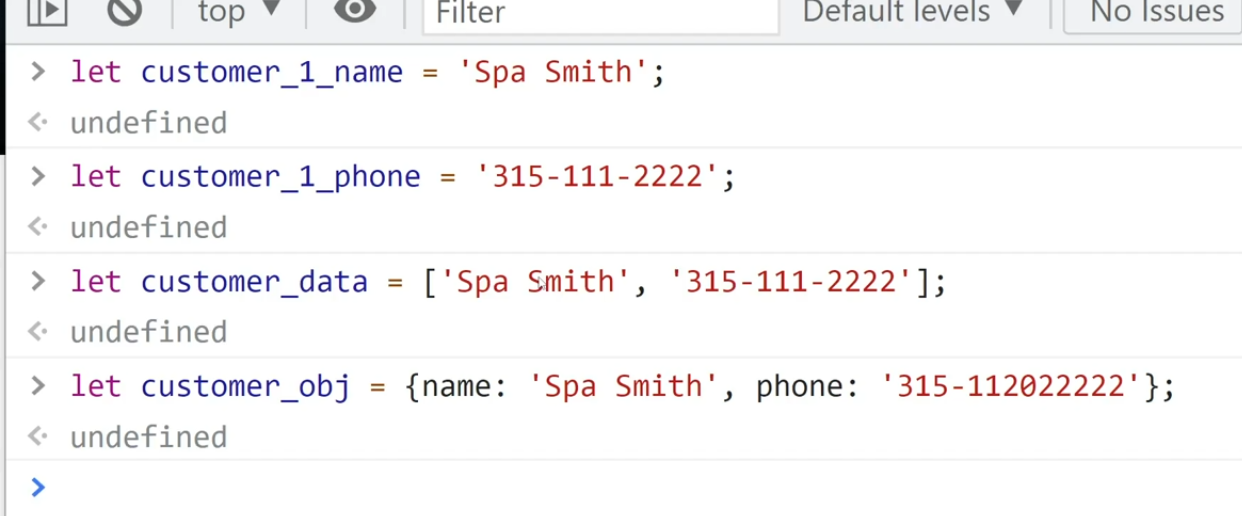 top ▼ Filter Default levels ▼ No Issues
> let customer_1_name = 'Spa Smith';
undefined
> let customer_1_phone = '315-111-2222';
undefined
> let customer_data = ['Spa Smith', '315-111-2222'];
undefined
> let customer_obj = {name: 'Spa Smith', phone: '315-112022222'};
undefined
>